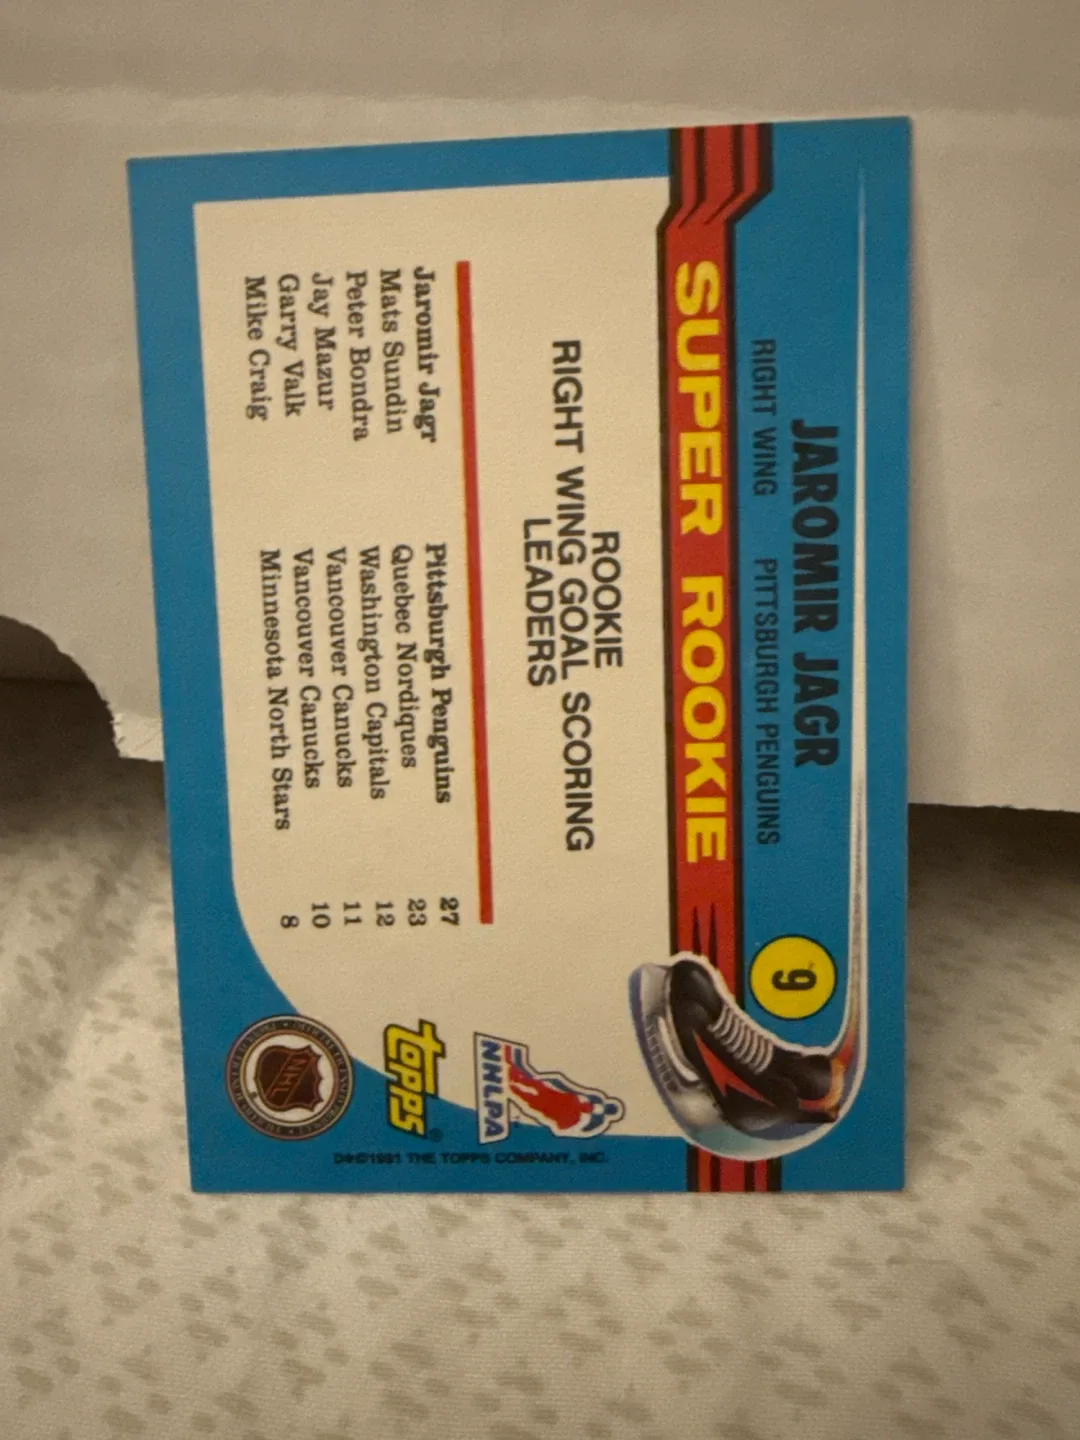 JAROMIR JAGR
RIGHT WING PITTSBURGH PENGUINS
9
SUPER ROOKIE
ROOKIE
RIGHT WING GOAL SCORING
LEADERS
Jaromir Jagr Pittsburgh Penguins 27
Mats Sundin Quebec Nordiques 23
Peter Bondra Washington Capitals 12
Jay Mazur Vancouver Canucks 11
Garry Valk Vancouver Canucks 10
Mike Craig Minnesota North Stars 8
NHLPA
TOPPS®
NHL
©1991 THE TOPPS COMPANY, INC.